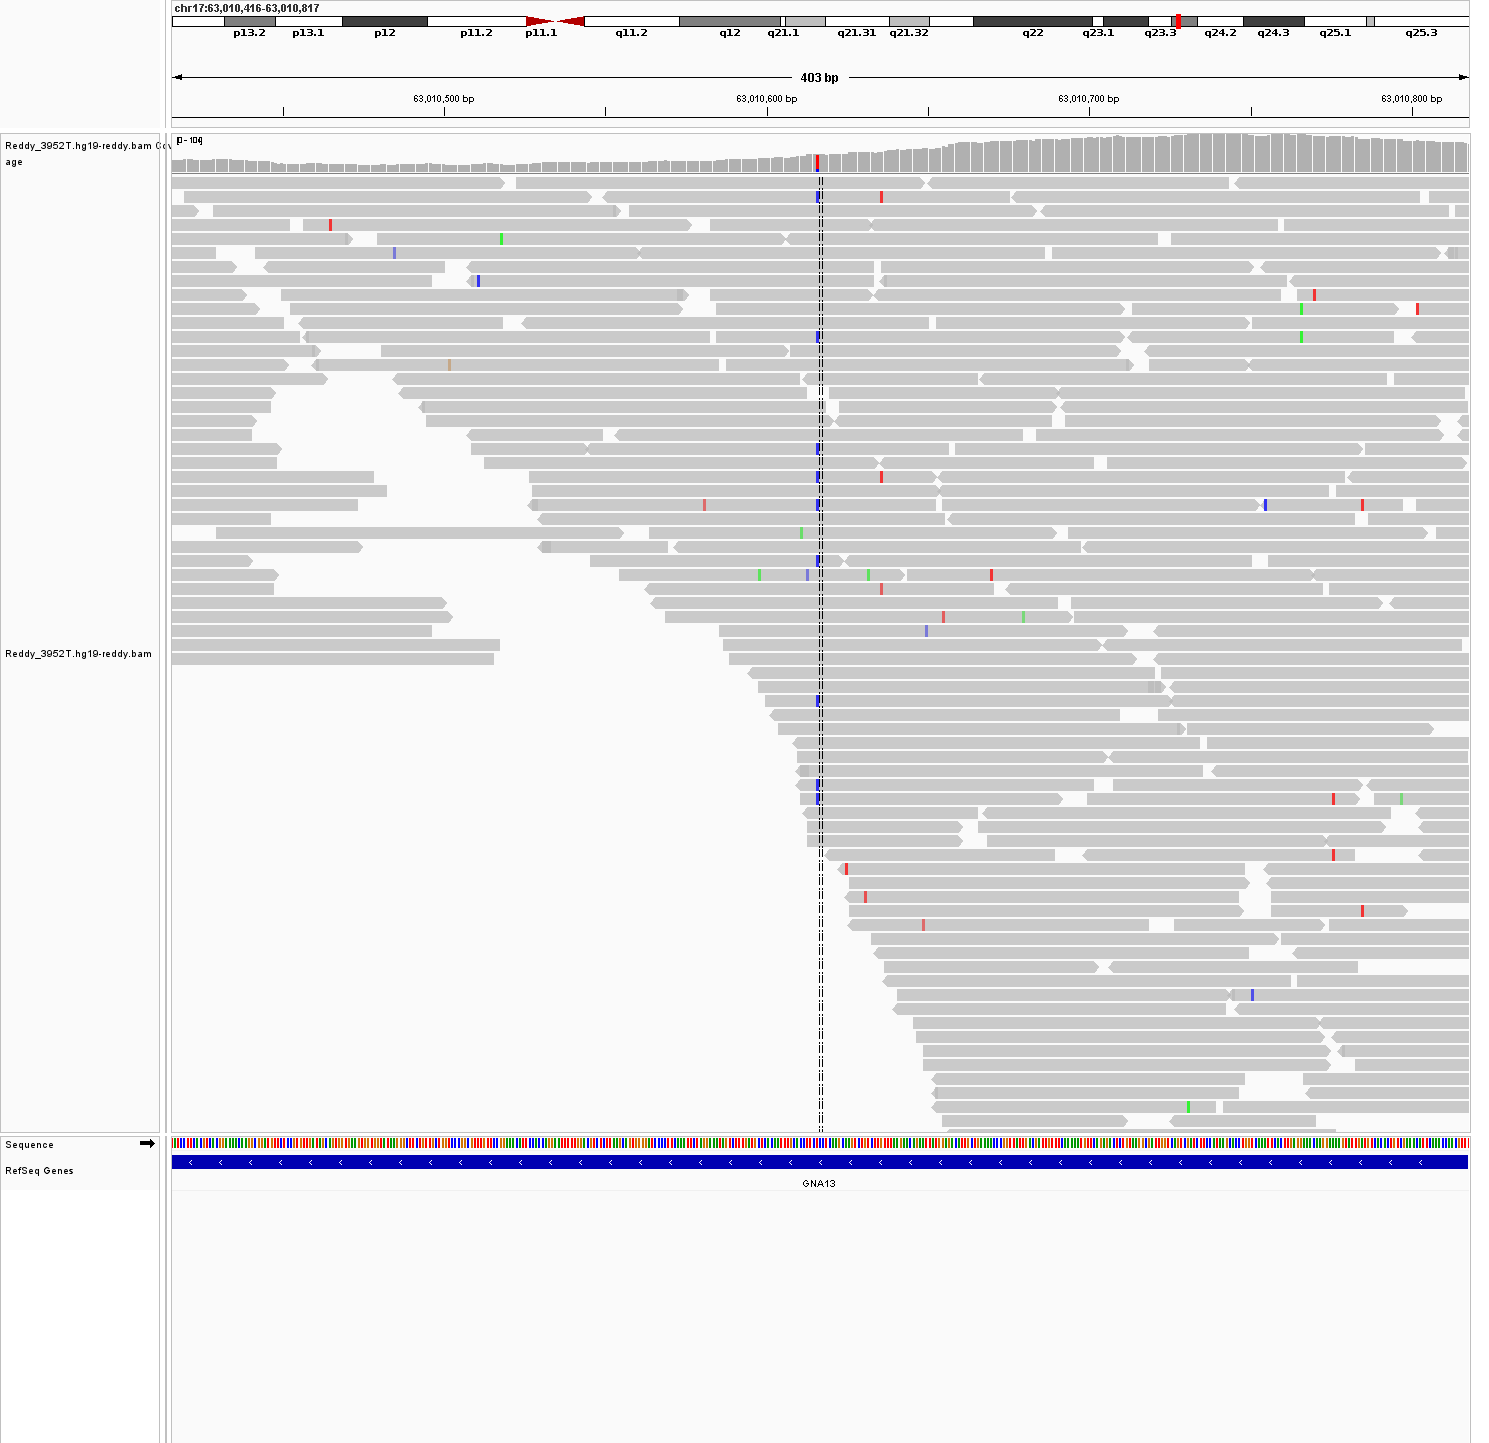 chr17:63,010,416-63,010,817
p13.2 p13.1 p12 p11.2 p11.1 q11.2 q12 q21.1 q21.31 q21.32 q22 q23.1 q23.3 q24.2 q24.3 q25.1 q25.3
403 bp
63,010,500 bp 63,010,600 bp 63,010,700 bp 63,010,800 bp
[0 - 104]
Reddy_3952T.hg19-reddy.bam Cov
age
Reddy_3952T.hg19-reddy.bam
Sequence
RefSeq Genes
GNA13